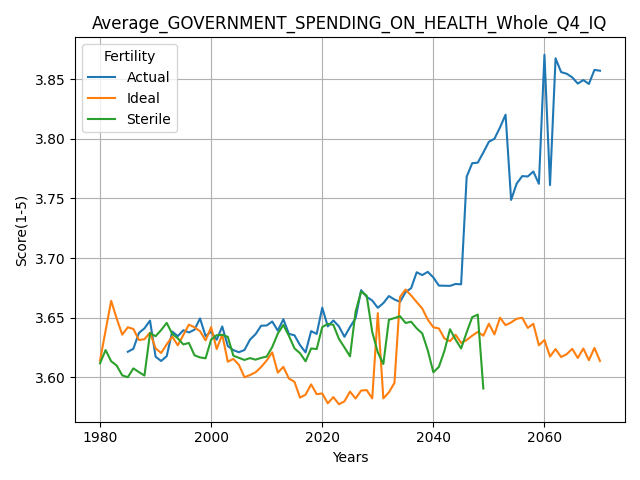 Average_GOVERNMENT_SPENDING_ON_HEALTH_Whole_Q4_IQ
Fertility
Actual
Ideal
Sterile
Score(1-5)
3.85
3.80
3.75
3.70
3.65
3.60
1980
2000
2020
2040
2060
Years